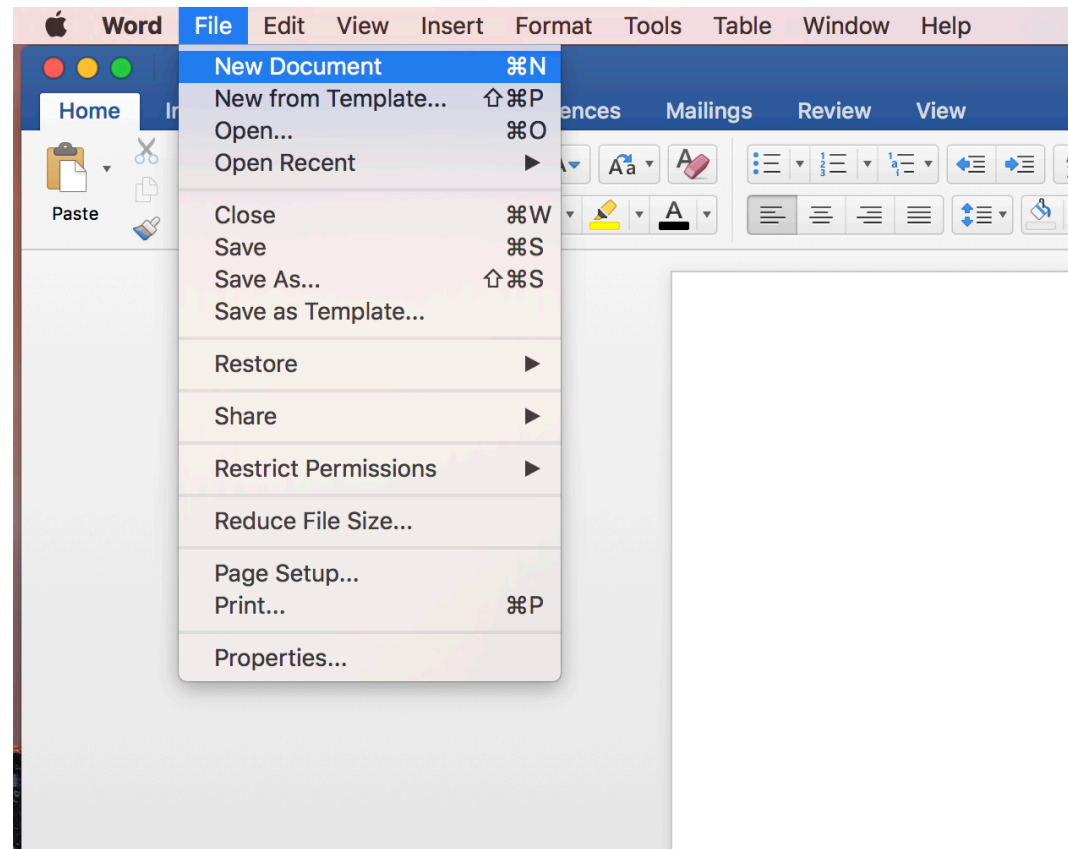 Word File Edit View Insert Format Tools Table Window Help
New Document ⌘N
New from Template... ⇧⌘P
Open... ⌘O
Open Recent ▶
Close ⌘W
Save ⌘S
Save As... ⇧⌘S
Save as Template...
Restore ▶
Share ▶
Restrict Permissions ▶
Reduce File Size...
Page Setup...
Print... ⌘P
Properties...
Home Mailings Review View
Paste